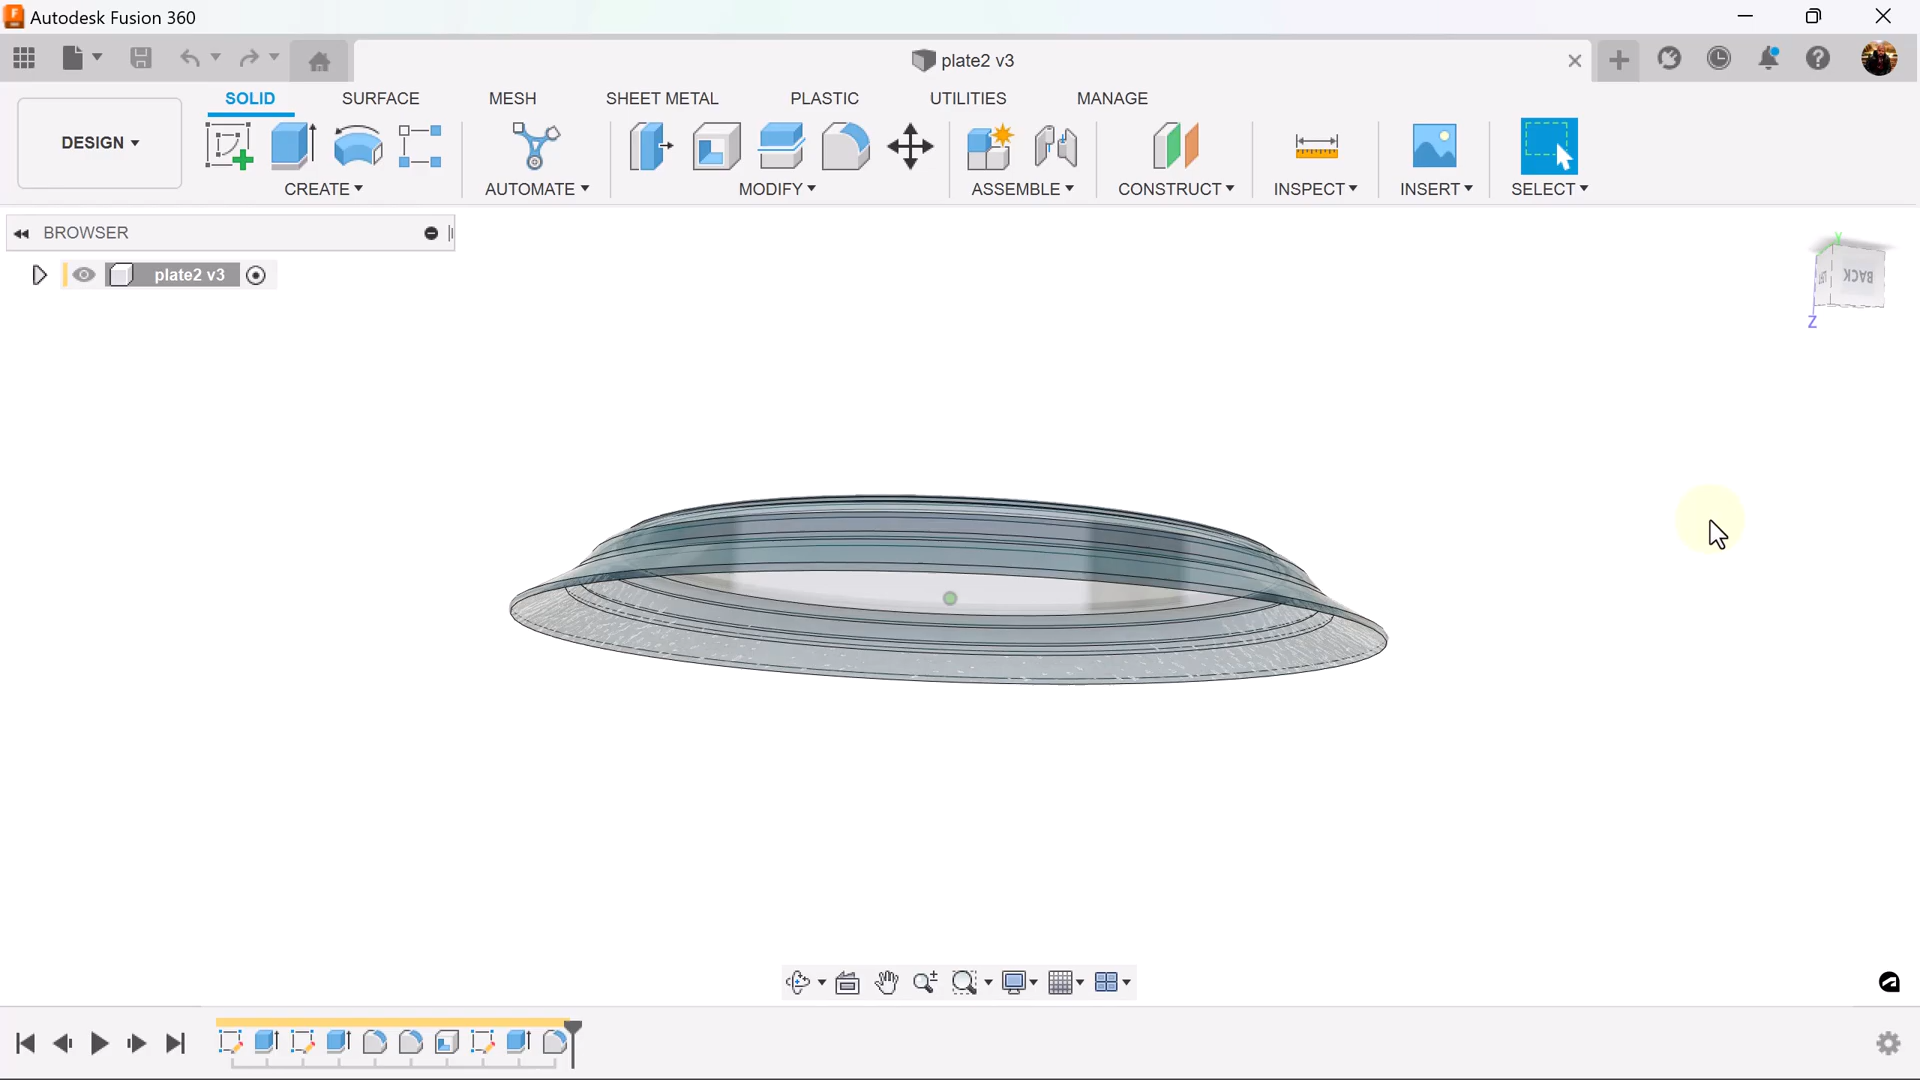 Autodesk Fusion 360
plate2 v3
SOLID SURFACE MESH SHEET METAL PLASTIC UTILITIES MANAGE
DESIGN
CREATE AUTOMATE MODIFY ASSEMBLE CONSTRUCT INSPECT INSERT SELECT
BROWSER
plate2 v3
Y
BACK
Z